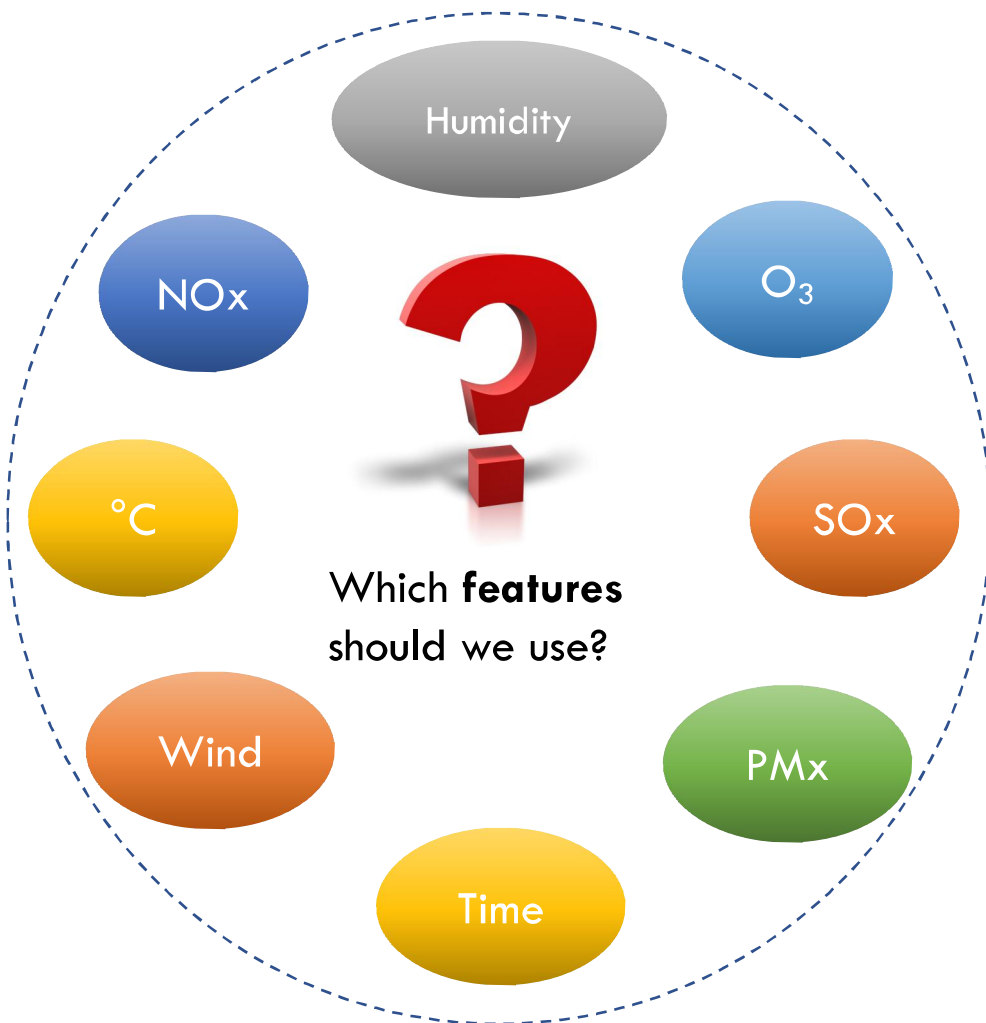 Humidity
NOx
O₃
°C
SOx
Which features
should we use?
Wind
PMx
Time